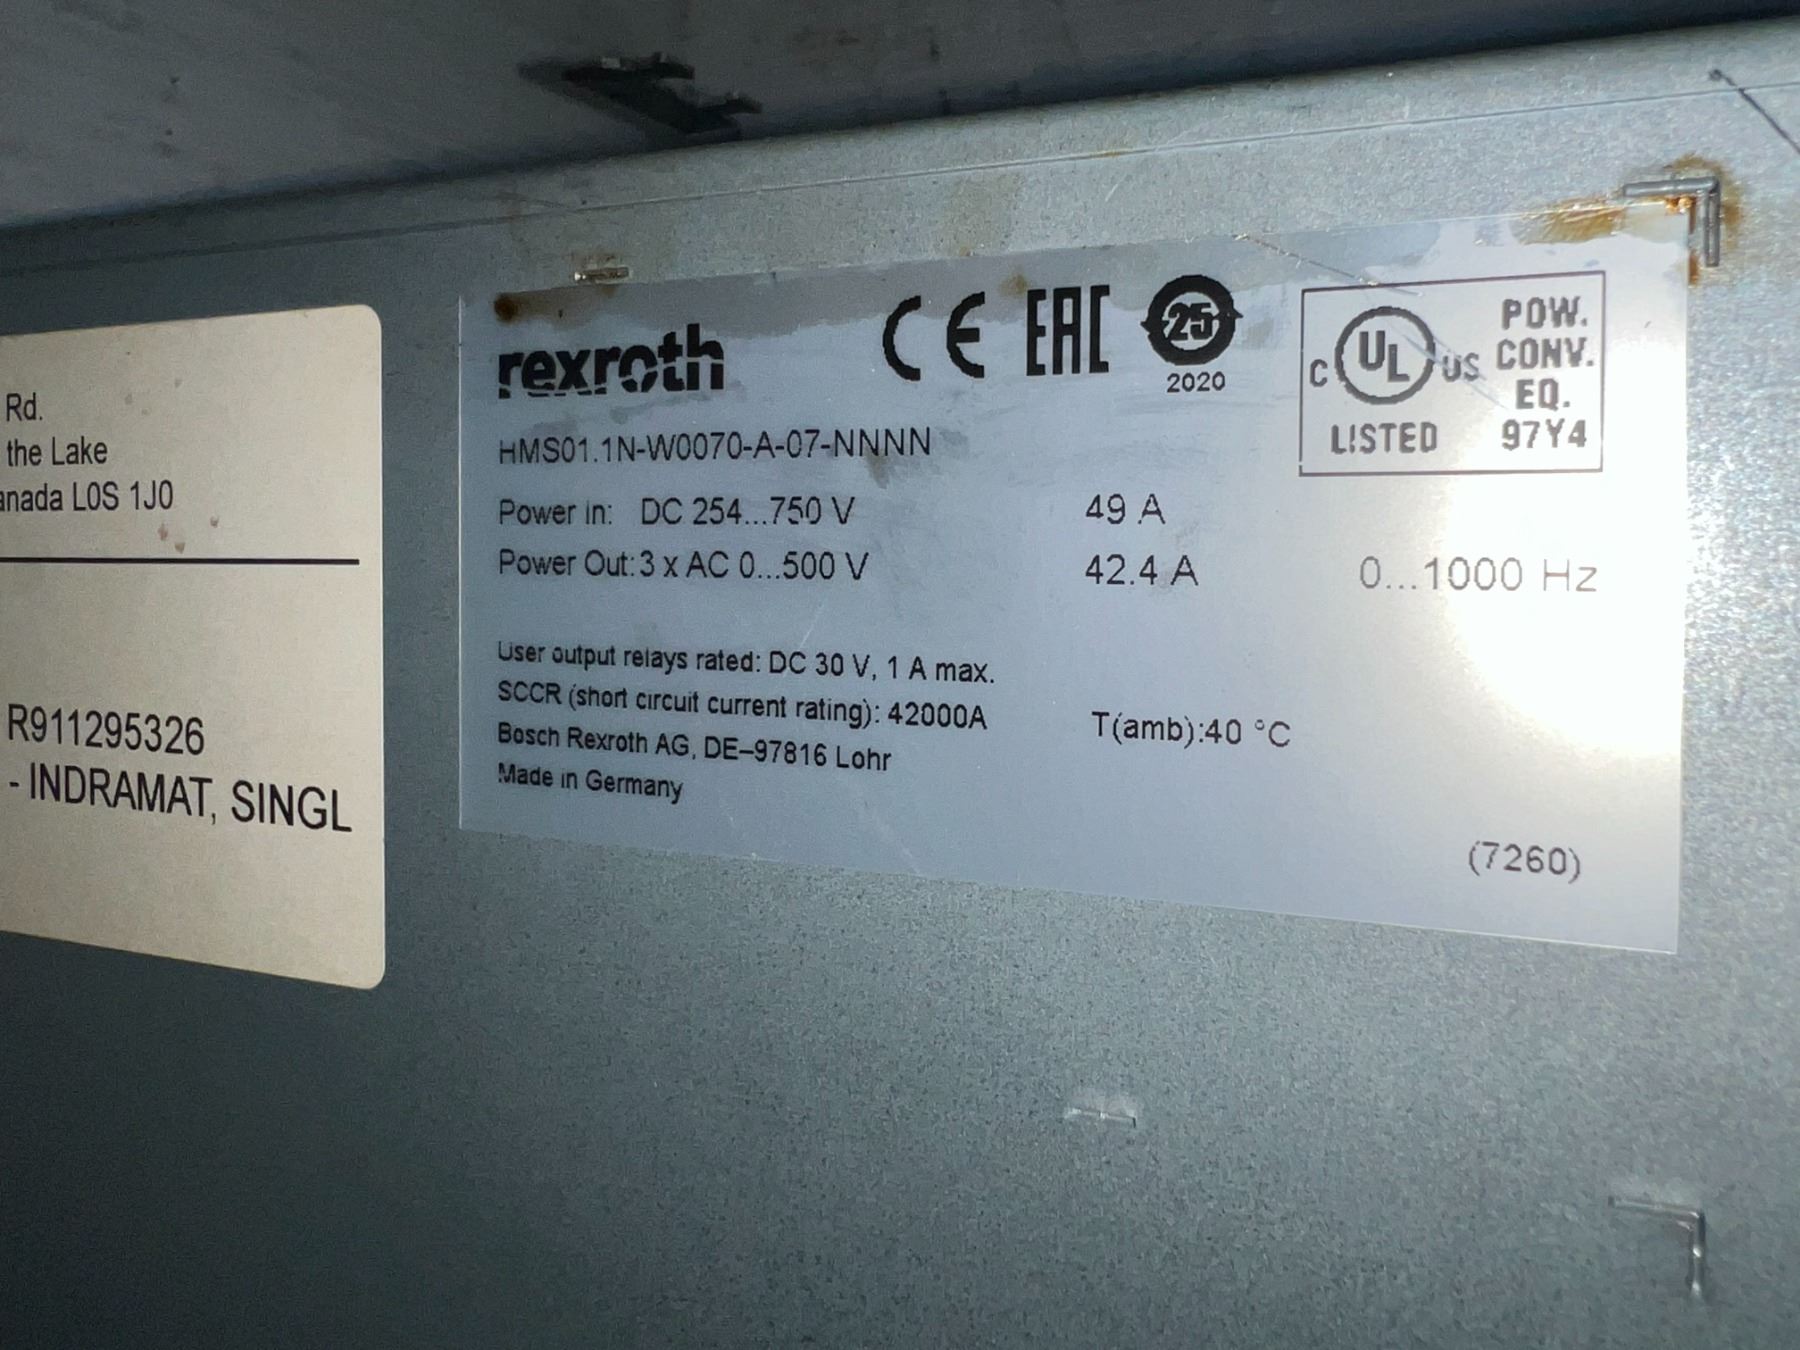 Rd.
the Lake
anada L0S 1J0
R911295326
- INDRAMAT, SINGL
rexroth
CE EAC 25
2020
C UL US
LISTED
POW.
CONV.
EQ.
97Y4
HMS01.1N-W0070-A-07-NNNN
Power in: DC 254...750 V 49 A
Power Out: 3 x AC 0...500 V 42.4 A 0...1000 Hz
User output relays rated: DC 30 V, 1 A max.
SCCR (short circuit current rating): 42000A T(amb):40 °C
Bosch Rexroth AG, DE–97816 Lohr
Made in Germany
(7260)